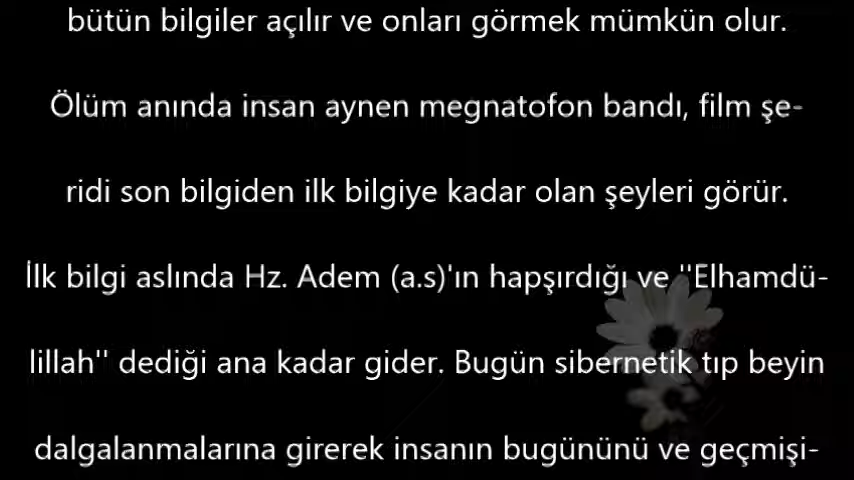 bütün bilgiler açılır ve onları görmek mümkün olur.
Ölüm anında insan aynen megnatofon bandı, film şe-
ridi son bilgiden ilk bilgiye kadar olan şeyleri görür.
İlk bilgi aslında Hz. Adem (a.s)'ın hapşırdığı ve ''Elhamdü-
lillah'' dediği ana kadar gider. Bugün sibernetik tıp beyin
dalgalanmalarına girerek insanın bugününü ve geçmişi-